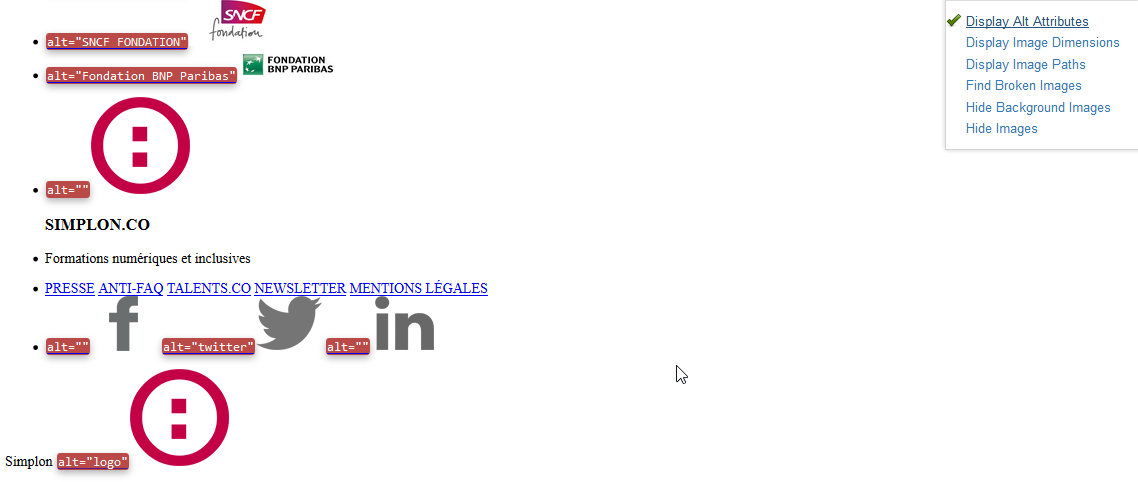 SNCF
alt="SNCF FONDATION"
fondation
alt="Fondation BNP Paribas"
FONDATION
BNP PARIBAS
alt=""
SIMPLON.CO
Formations numériques et inclusives
PRESSE ANTI-FAQ TALENTS.CO NEWSLETTER MENTIONS LÉGALES
alt="" f alt="twitter" alt="" in
Simplon alt="logo"
Display Alt Attributes
Display Image Dimensions
Display Image Paths
Find Broken Images
Hide Background Images
Hide Images